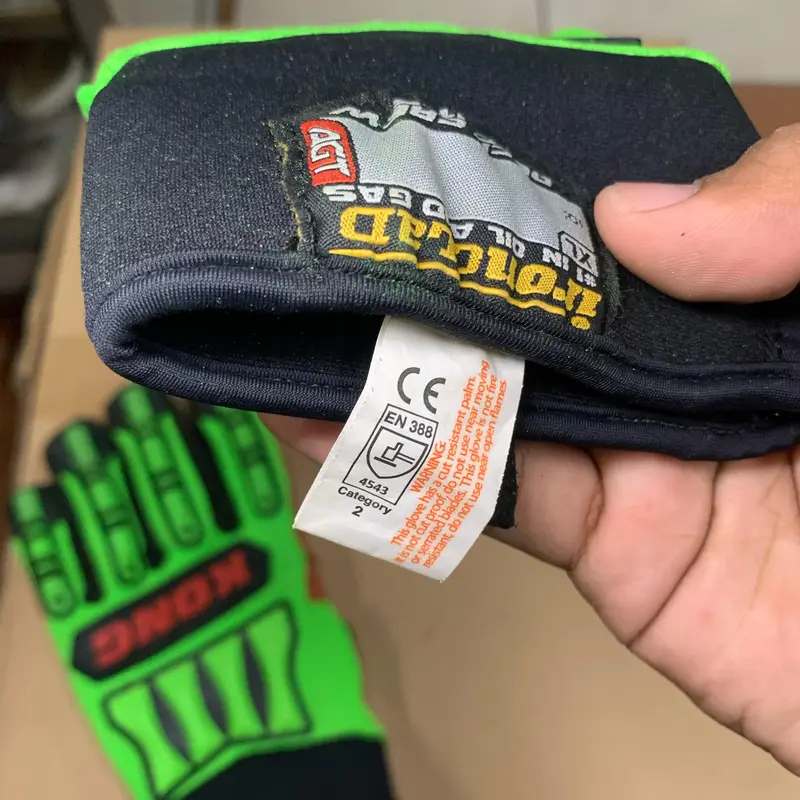 AGT
ironclaD
#1 IN OIL AND GAS
XL
CE
EN 388
4543
Category
2
WARNING:
This glove has a cut resistant palm.
It is not cut proof, do not use near moving
or serrated blades. This glove is not fire
resistant, do not use near open flames
KONG